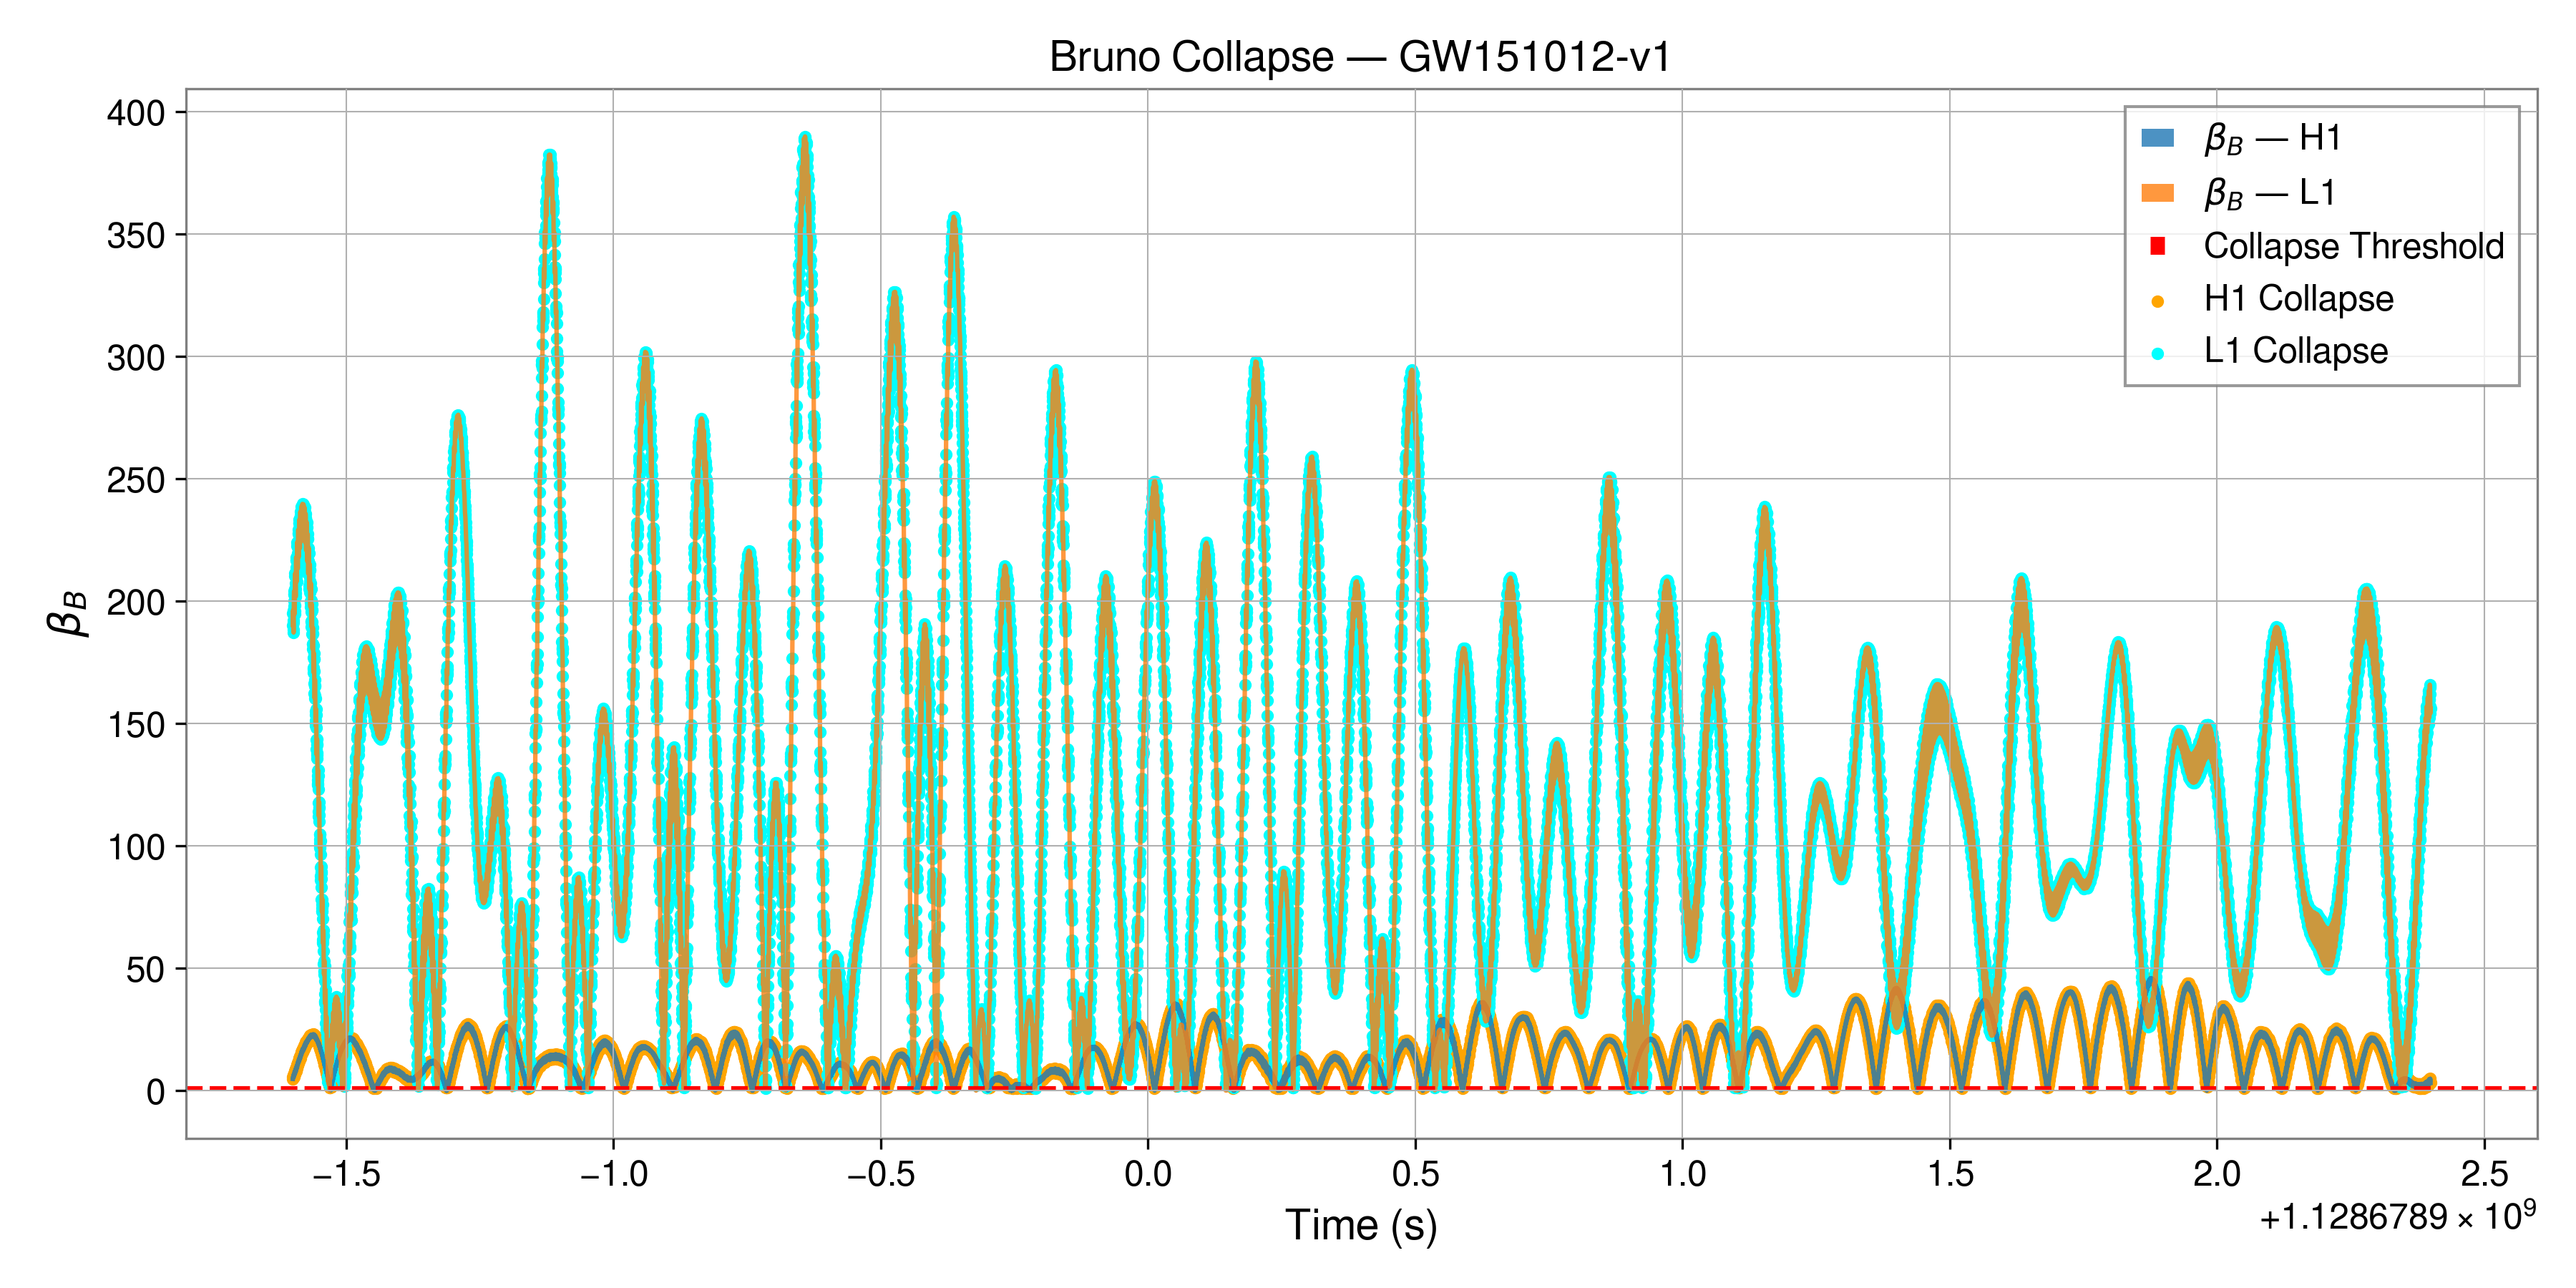 Bruno Collapse — GW151012-v1
β_B — H1
β_B — L1
Collapse Threshold
H1 Collapse
L1 Collapse
400
350
300
250
200
150
100
50
0
β_B
−1.5 −1.0 −0.5 0.0 0.5 1.0 1.5 2.0 2.5
Time (s)
+1.1286789 × 10⁹